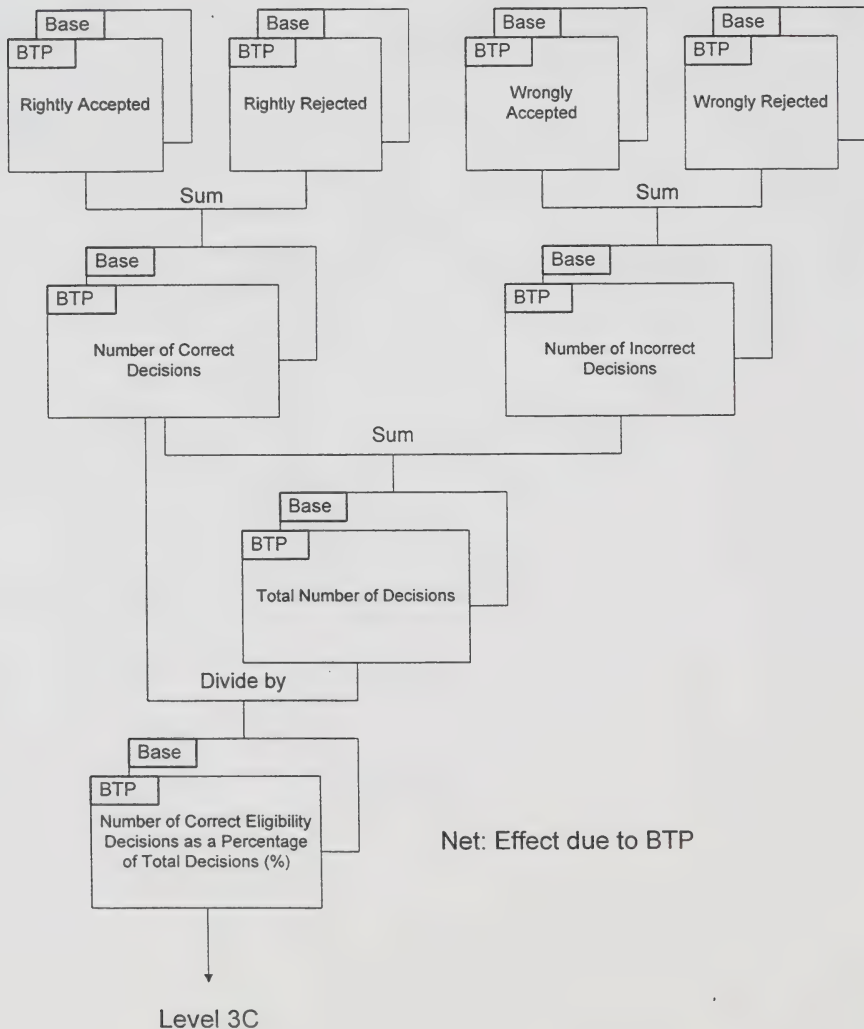 Base
BTP
Rightly Accepted
Base
BTP
Rightly Rejected
Base
BTP
Wrongly
Accepted
Base
BTP
Wrongly Rejected
Sum
Sum
Base
BTP
Number of Correct
Decisions
Base
BTP
Number of Incorrect
Decisions
Sum
Base
BTP
Total Number of Decisions
Divide by
Base
BTP
Number of Correct Eligibility
Decisions as a Percentage
of Total Decisions (%)
Net: Effect due to BTP
Level 3C